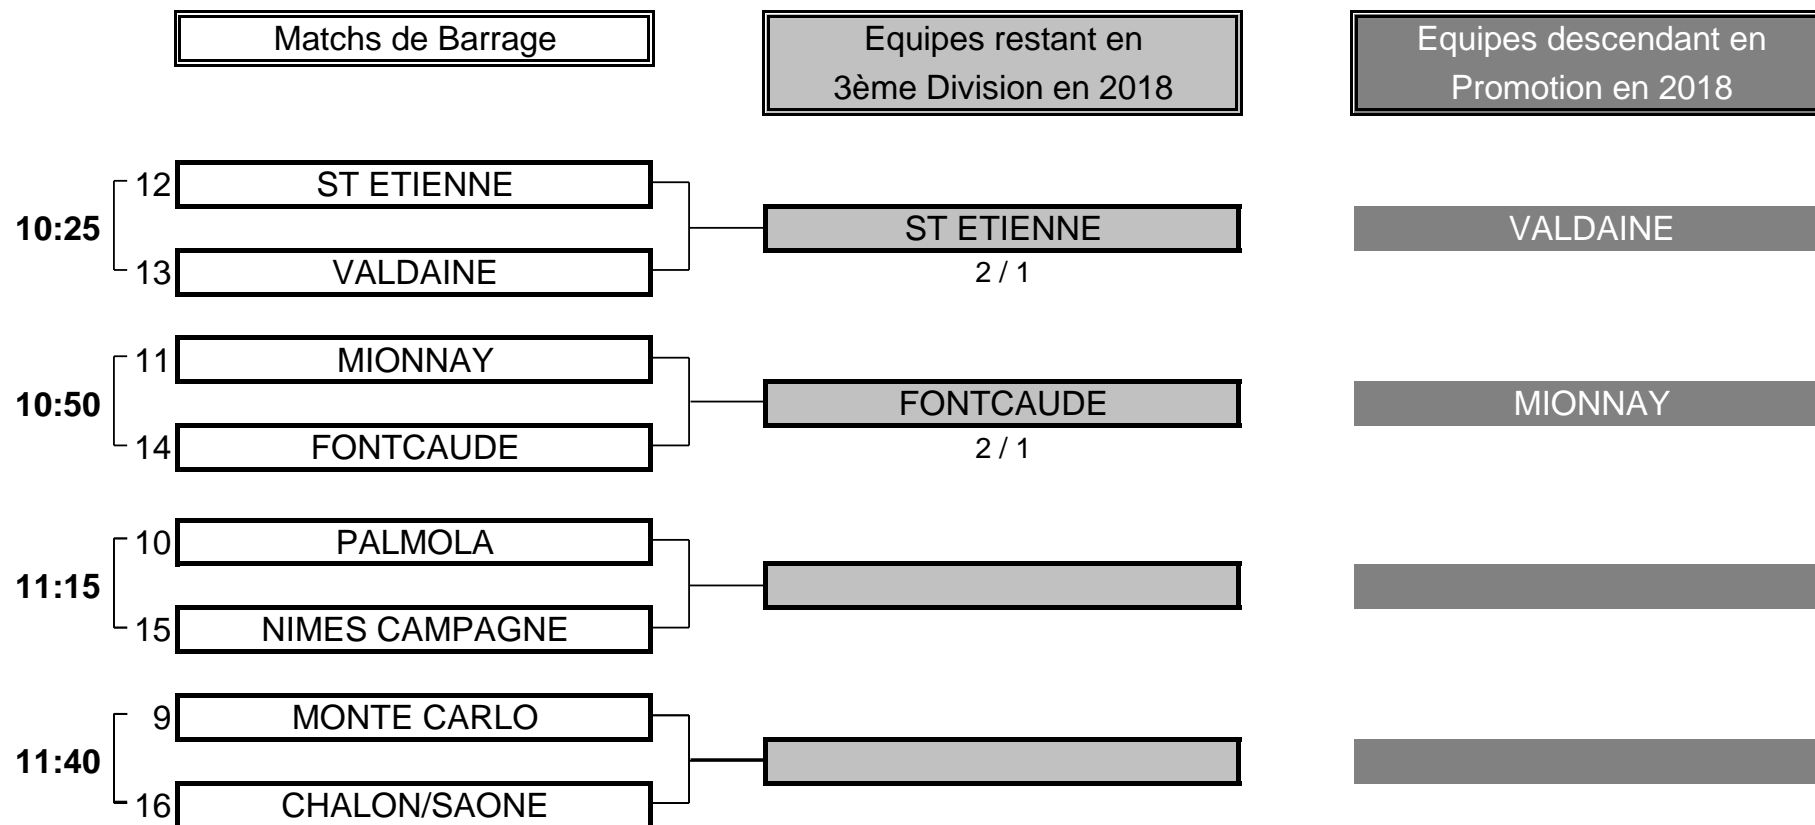 Matchs de Barrage
Equipes restant en
3ème Division en 2018
Equipes descendant en
Promotion en 2018
12 ST ETIENNE
10:25 ST ETIENNE VALDAINE
13 VALDAINE 2 / 1
11 MIONNAY
10:50 FONTCAUDE MIONNAY
14 FONTCAUDE 2 / 1
10 PALMOLA
11:15
15 NIMES CAMPAGNE
9 MONTE CARLO
11:40
16 CHALON/SAONE